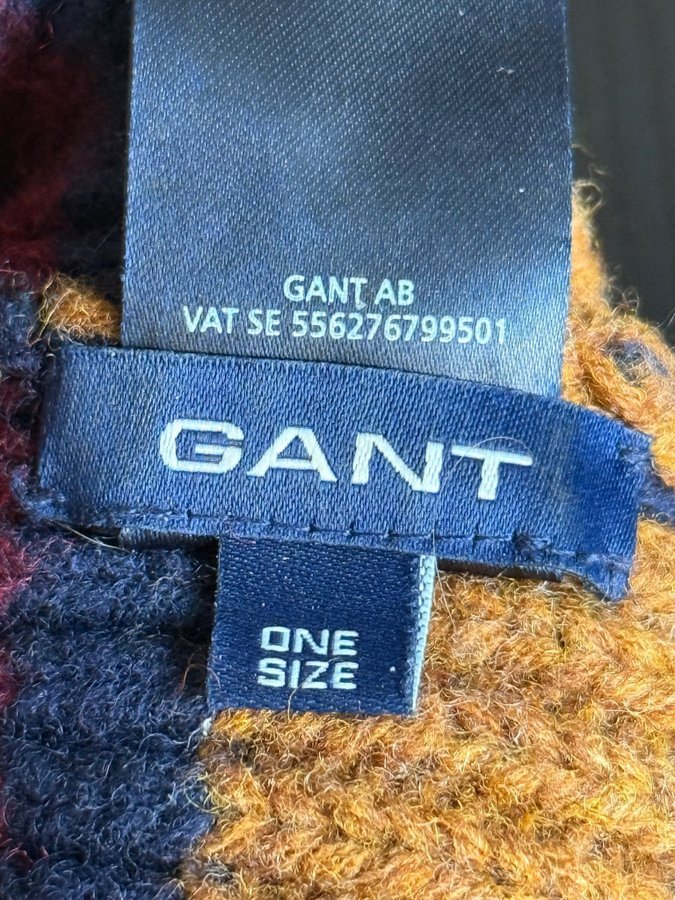 GANT AB
VAT SE 556276799501
GANT
ONE
SIZE